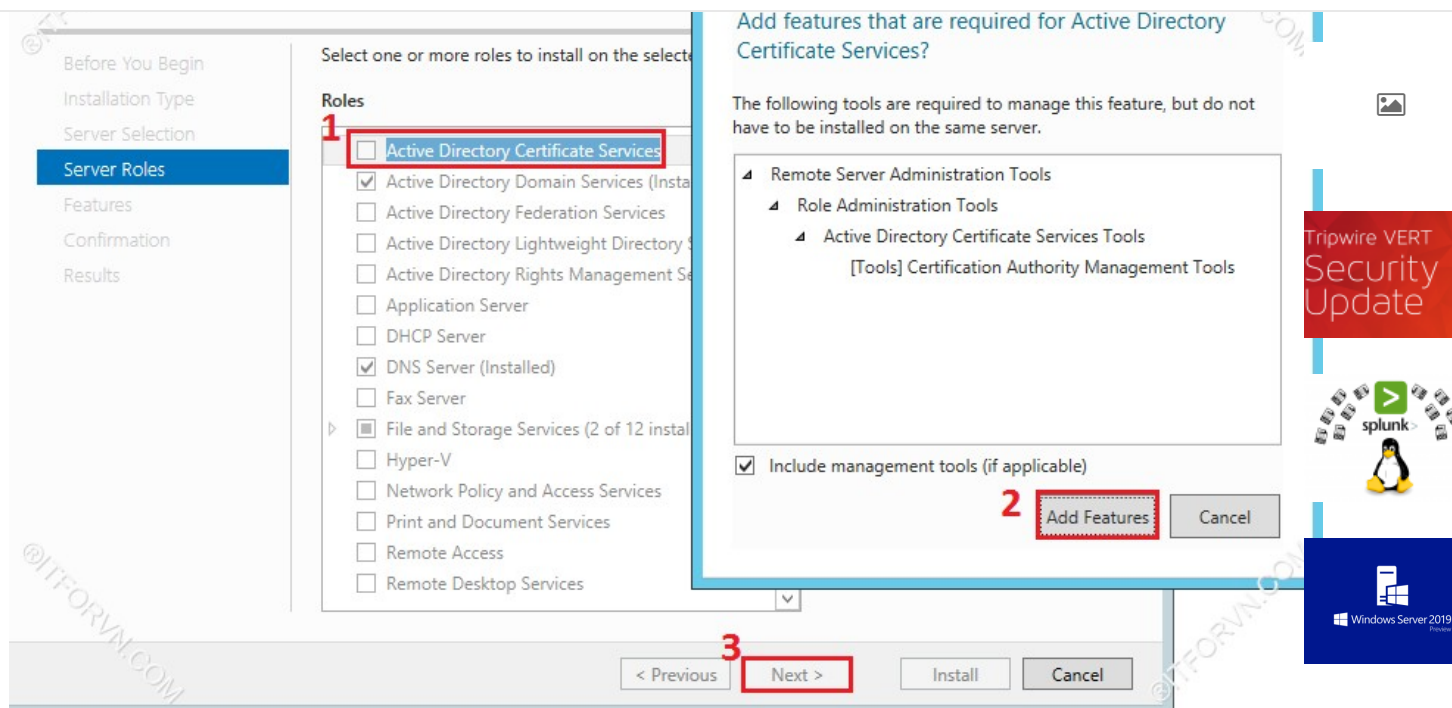 Before You Begin
Installation Type
Server Selection
Server Roles
Features
Confirmation
Results
Select one or more roles to install on the selecte
Roles
1
Active Directory Certificate Services
Active Directory Domain Services (Insta
Active Directory Federation Services
Active Directory Lightweight Directory S
Active Directory Rights Management Se
Application Server
DHCP Server
DNS Server (Installed)
Fax Server
File and Storage Services (2 of 12 instal
Hyper-V
Network Policy and Access Services
Print and Document Services
Remote Access
Remote Desktop Services
Add features that are required for Active Directory
Certificate Services?
The following tools are required to manage this feature, but do not
have to be installed on the same server.
Remote Server Administration Tools
Role Administration Tools
Active Directory Certificate Services Tools
[Tools] Certification Authority Management Tools
Include management tools (if applicable)
2
Add Features
Cancel
3
< Previous
Next >
Install
Cancel
©ITFORVN.COM
©ITFORVN.COM
Tripwire VERT
Security
Update
splunk>
Windows Server 2019
Preview